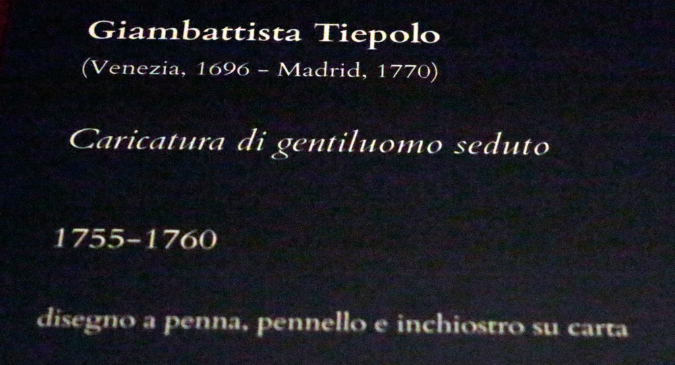 Giambattista Tiepolo
(Venezia, 1696 – Madrid, 1770)
Caricatura di gentiluomo seduto
1755–1760
disegno a penna, pennello e inchiostro su carta